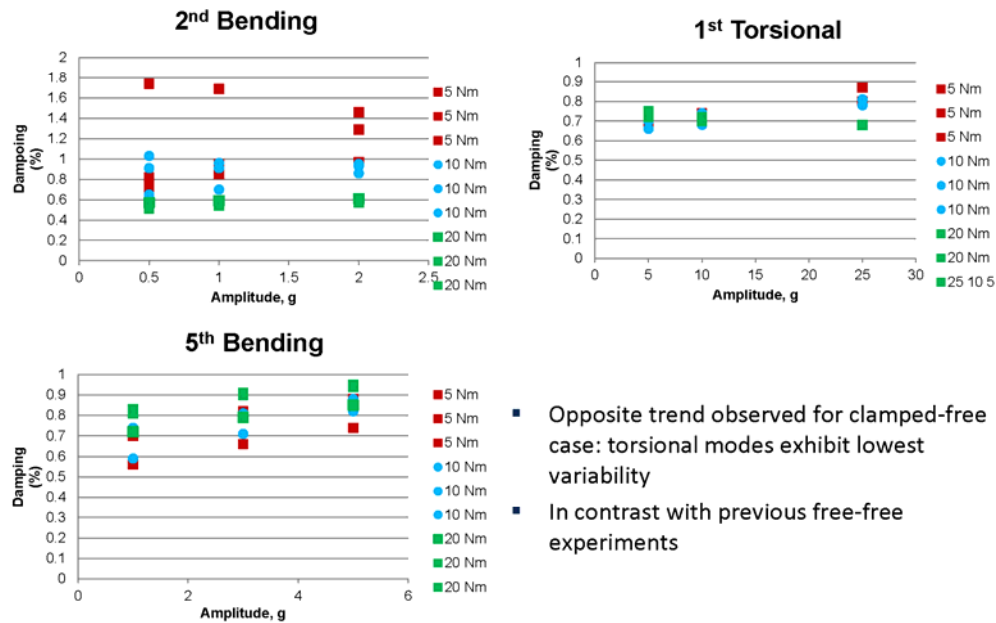 2nd Bending
Dampoing
(%)
2
1.8
1.6
1.4
1.2
1
0.8
0.6
0.4
0.2
0
0 0.5 1 1.5 2 2.5
Amplitude, g
5 Nm
5 Nm
5 Nm
10 Nm
10 Nm
10 Nm
20 Nm
20 Nm
20 Nm
1st Torsional
Damping
(%)
1
0.9
0.8
0.7
0.6
0.5
0.4
0.3
0.2
0.1
0
0 5 10 15 20 25 30
Amplitude, g
5 Nm
5 Nm
5 Nm
10 Nm
10 Nm
10 Nm
20 Nm
20 Nm
25 10 5
5th Bending
Damping
(%)
1
0.9
0.8
0.7
0.6
0.5
0.4
0.3
0.2
0.1
0
0 2 4 6
Amplitude, g
5 Nm
5 Nm
5 Nm
10 Nm
10 Nm
10 Nm
20 Nm
20 Nm
20 Nm
▪ Opposite trend observed for clamped-free
case: torsional modes exhibit lowest
variability
▪ In contrast with previous free-free
experiments